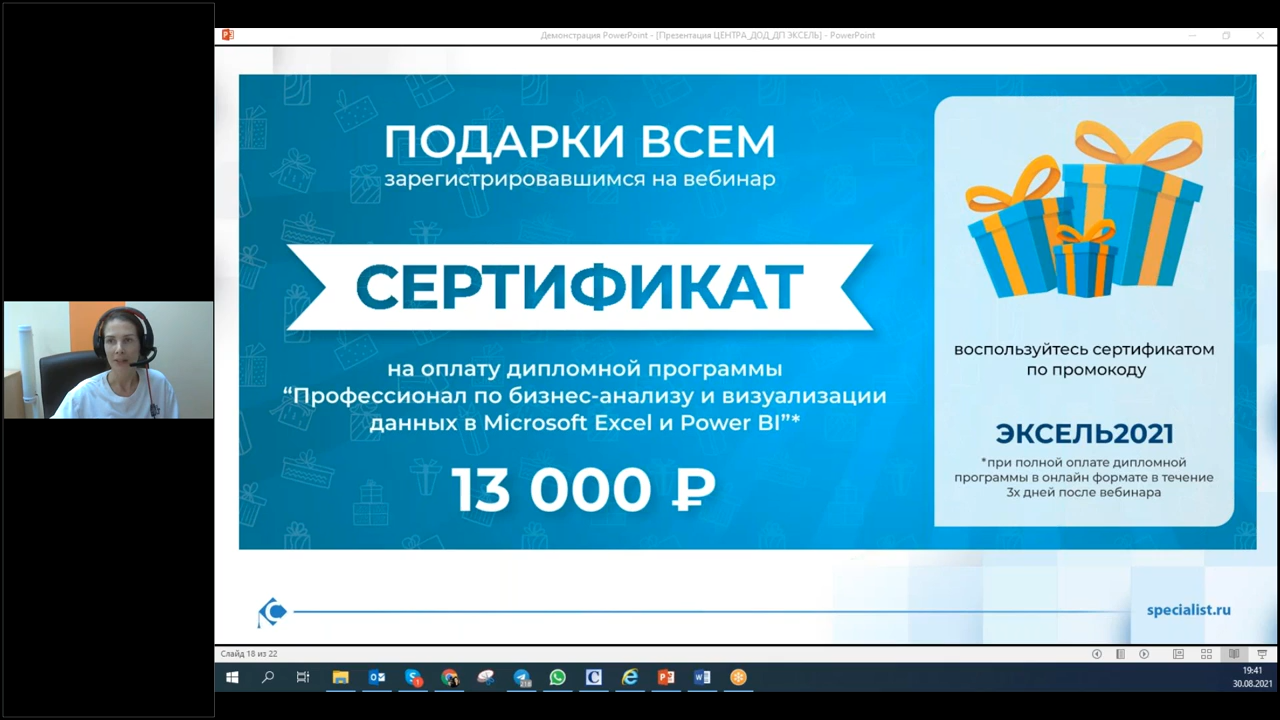 Демонстрация PowerPoint - [Презентация ЦЕНТРА_ДОД_ДП ЭКСЕЛЬ] - PowerPoint
ПОДАРКИ ВСЕМ
зарегистрировавшимся на вебинар
СЕРТИФИКАТ
на оплату дипломной программы
“Профессионал по бизнес-анализу и визуализации
данных в Microsoft Excel и Power BI”*
13 000 ₽
воспользуйтесь сертификатом
по промокоду
ЭКСЕЛЬ2021
*при полной оплате дипломной
программы в онлайн формате в течение
3х дней после вебинара
specialist.ru
Слайд 18 из 22
19:41
30.08.2021